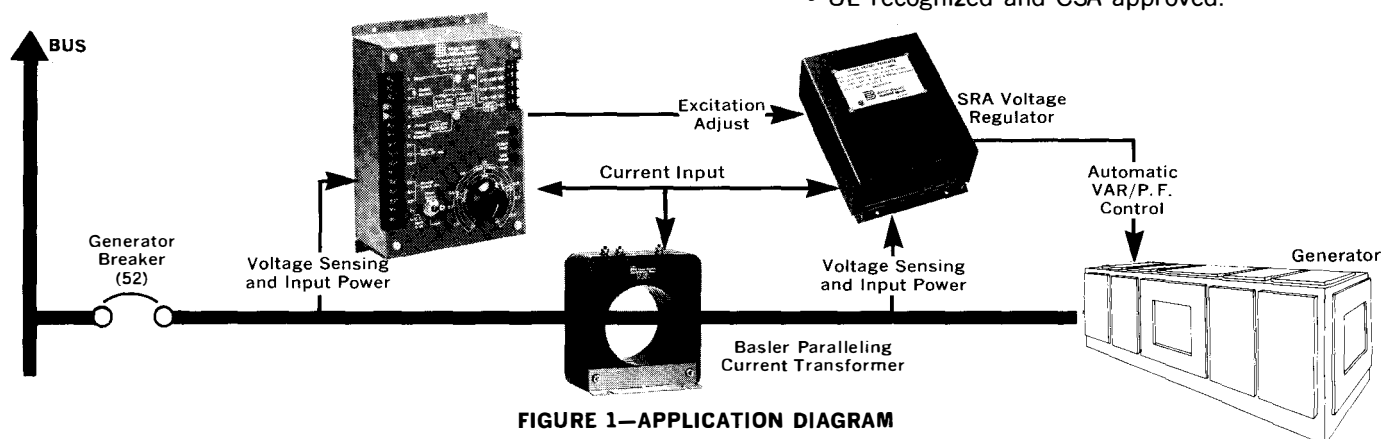 • UL recognized and CSA approved.
BUS
Excitation
Adjust
SRA Voltage
Regulator
Current Input
Automatic
VAR/P.F.
Control
Generator
Breaker
(52)
Voltage Sensing
and Input Power
Voltage Sensing
and Input Power
Generator
Basler Paralleling
Current Transformer
FIGURE 1—APPLICATION DIAGRAM